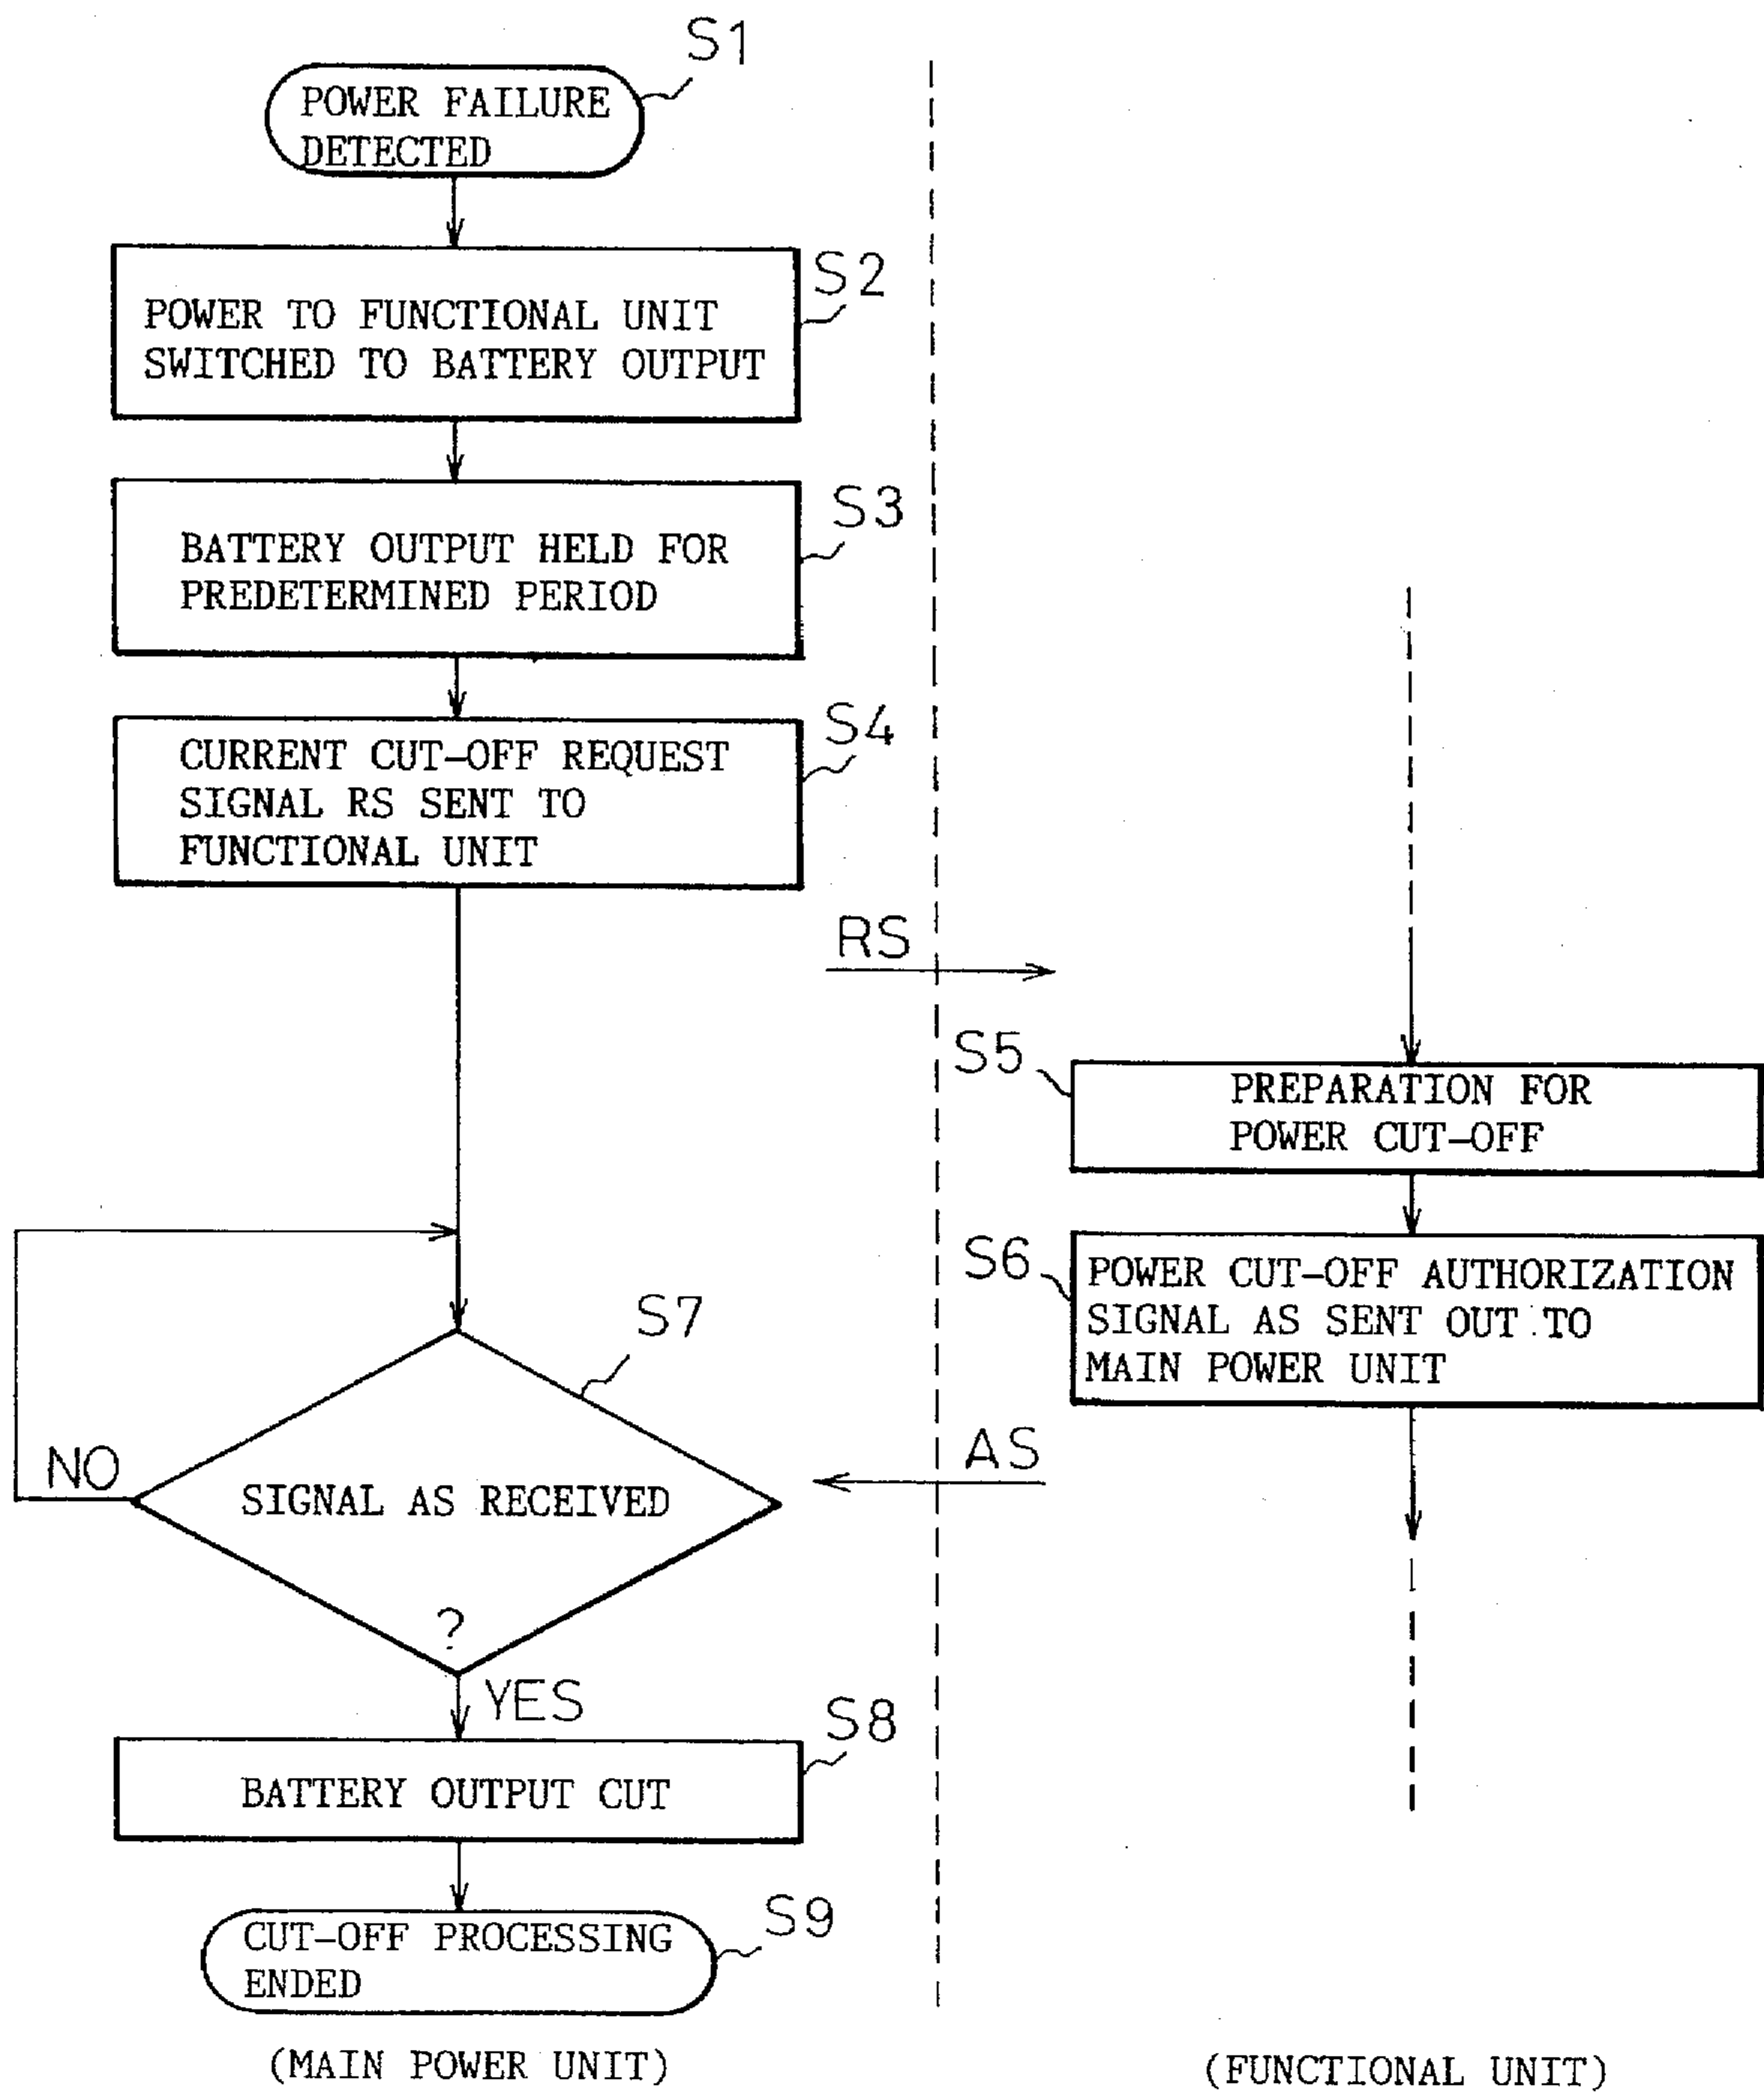 S1
POWER FAILURE
DETECTED
S2
POWER TO FUNCTIONAL UNIT
SWITCHED TO BATTERY OUTPUT
S3
BATTERY OUTPUT HELD FOR
PREDETERMINED PERIOD
S4
CURRENT CUT-OFF REQUEST
SIGNAL RS SENT TO
FUNCTIONAL UNIT
RS
S5
PREPARATION FOR
POWER CUT-OFF
S6
POWER CUT-OFF AUTHORIZATION
SIGNAL AS SENT OUT TO
MAIN POWER UNIT
S7
AS
NO
SIGNAL AS RECEIVED
?
YES
S8
BATTERY OUTPUT CUT
S9
CUT-OFF PROCESSING
ENDED
(MAIN POWER UNIT)
(FUNCTIONAL UNIT)